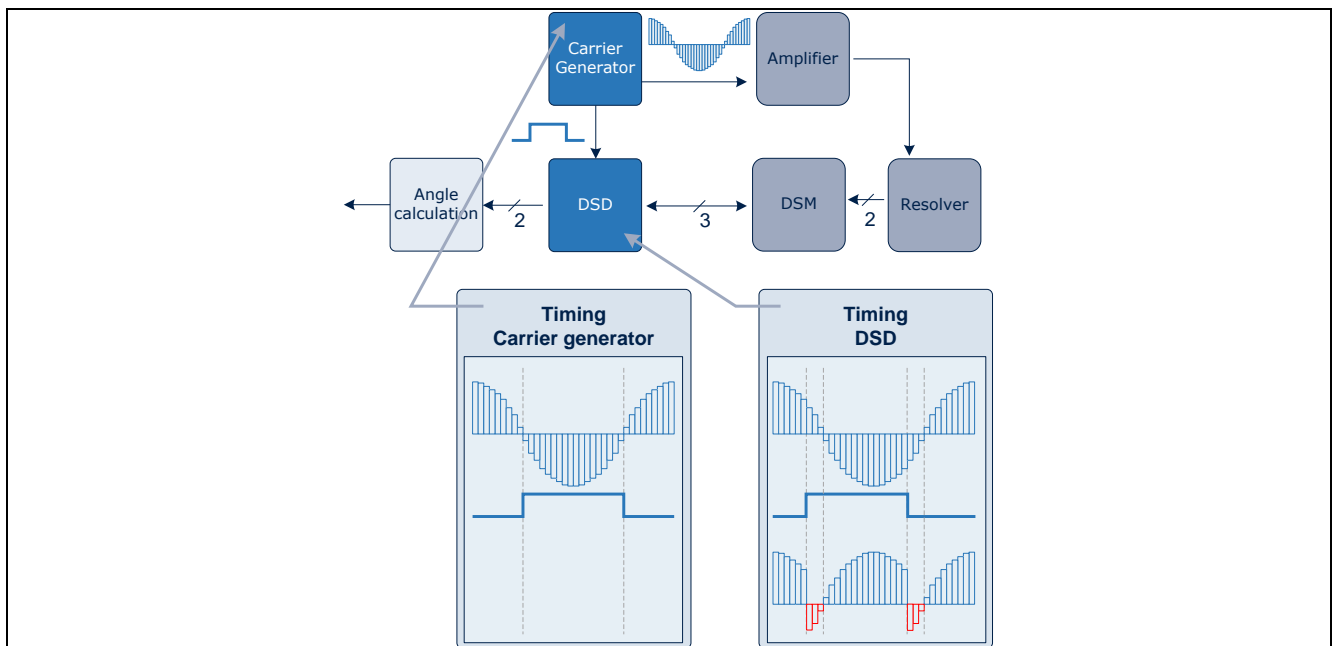 Carrier
Generator
Amplifier
Angle
calculation
2
DSD
3
DSM
2
Resolver
Timing
Carrier generator
Timing
DSD